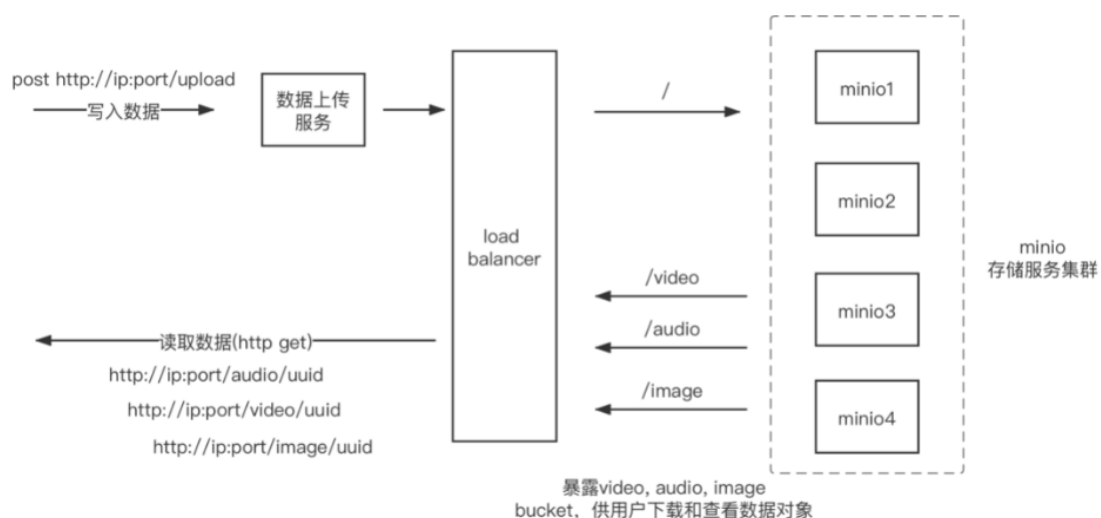 post http://ip:port/upload
写入数据
数据上传
服务
/
minio1
minio2
load
balancer
minio
存储服务集群
/video
minio3
/audio
读取数据(http get)
http://ip:port/audio/uuid
/image
http://ip:port/video/uuid
minio4
http://ip:port/image/uuid
暴露video, audio, image
bucket，供用户下载和查看数据对象